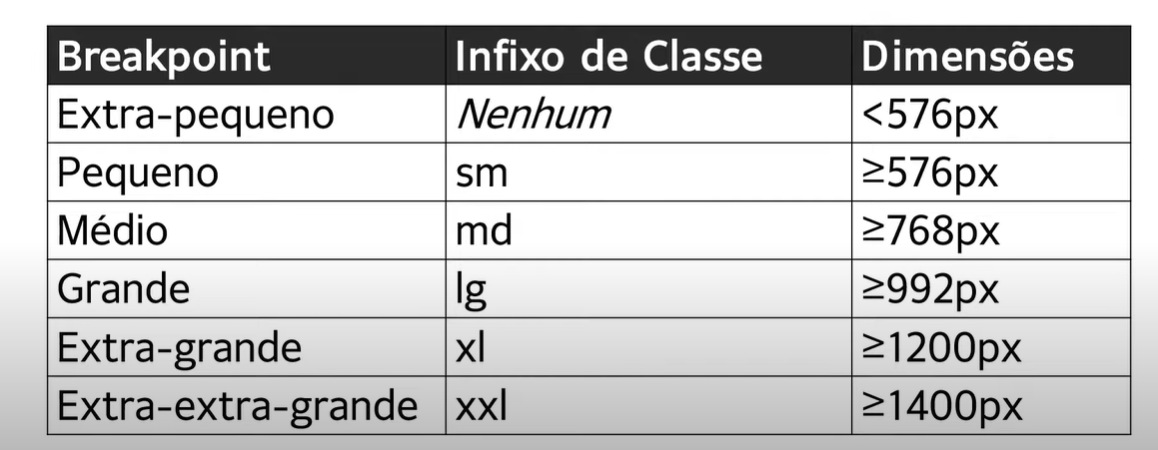 Breakpoint Infixo de Classe Dimensões
Extra-pequeno Nenhum <576px
Pequeno sm ≥576px
Médio md ≥768px
Grande lg ≥992px
Extra-grande xl ≥1200px
Extra-extra-grande xxl ≥1400px